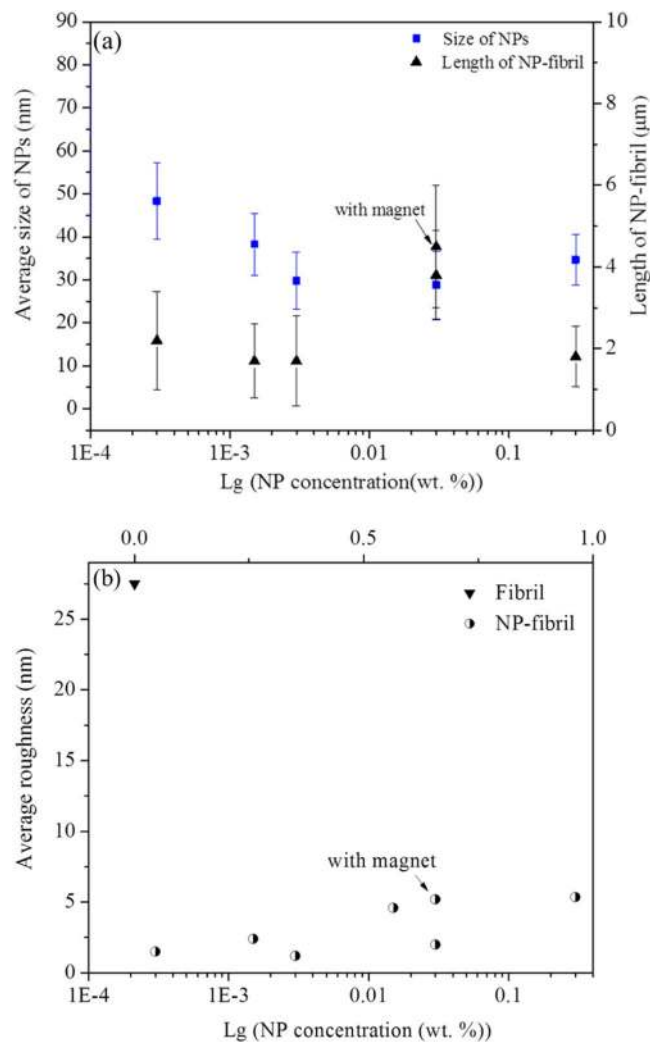 (a)
Size of NPs
Length of NP-fibril
with magnet
Average size of NPs (nm)
90
80
70
60
50
40
30
20
10
0
Length of NP-fibril (μm)
10
8
6
4
2
0
1E-4
1E-3
0.01
0.1
Lg (NP concentration(wt. %))
0.0
0.5
1.0
(b)
Fibril
NP-fibril
with magnet
Average roughness (nm)
25
20
15
10
5
0
1E-4
1E-3
0.01
0.1
Lg (NP concentration (wt. %))